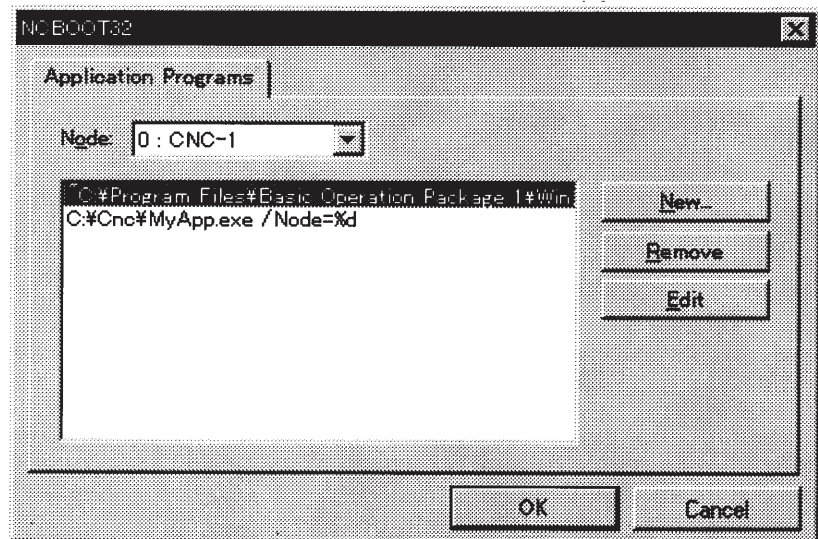 NCBOOT32
Application Programs
Node: 0 : CNC-1
"C:¥Program Files¥Basic Operation Package 1¥Win
C:¥Cnc¥MyApp.exe /Node=%d
New...
Remove
Edit
OK
Cancel